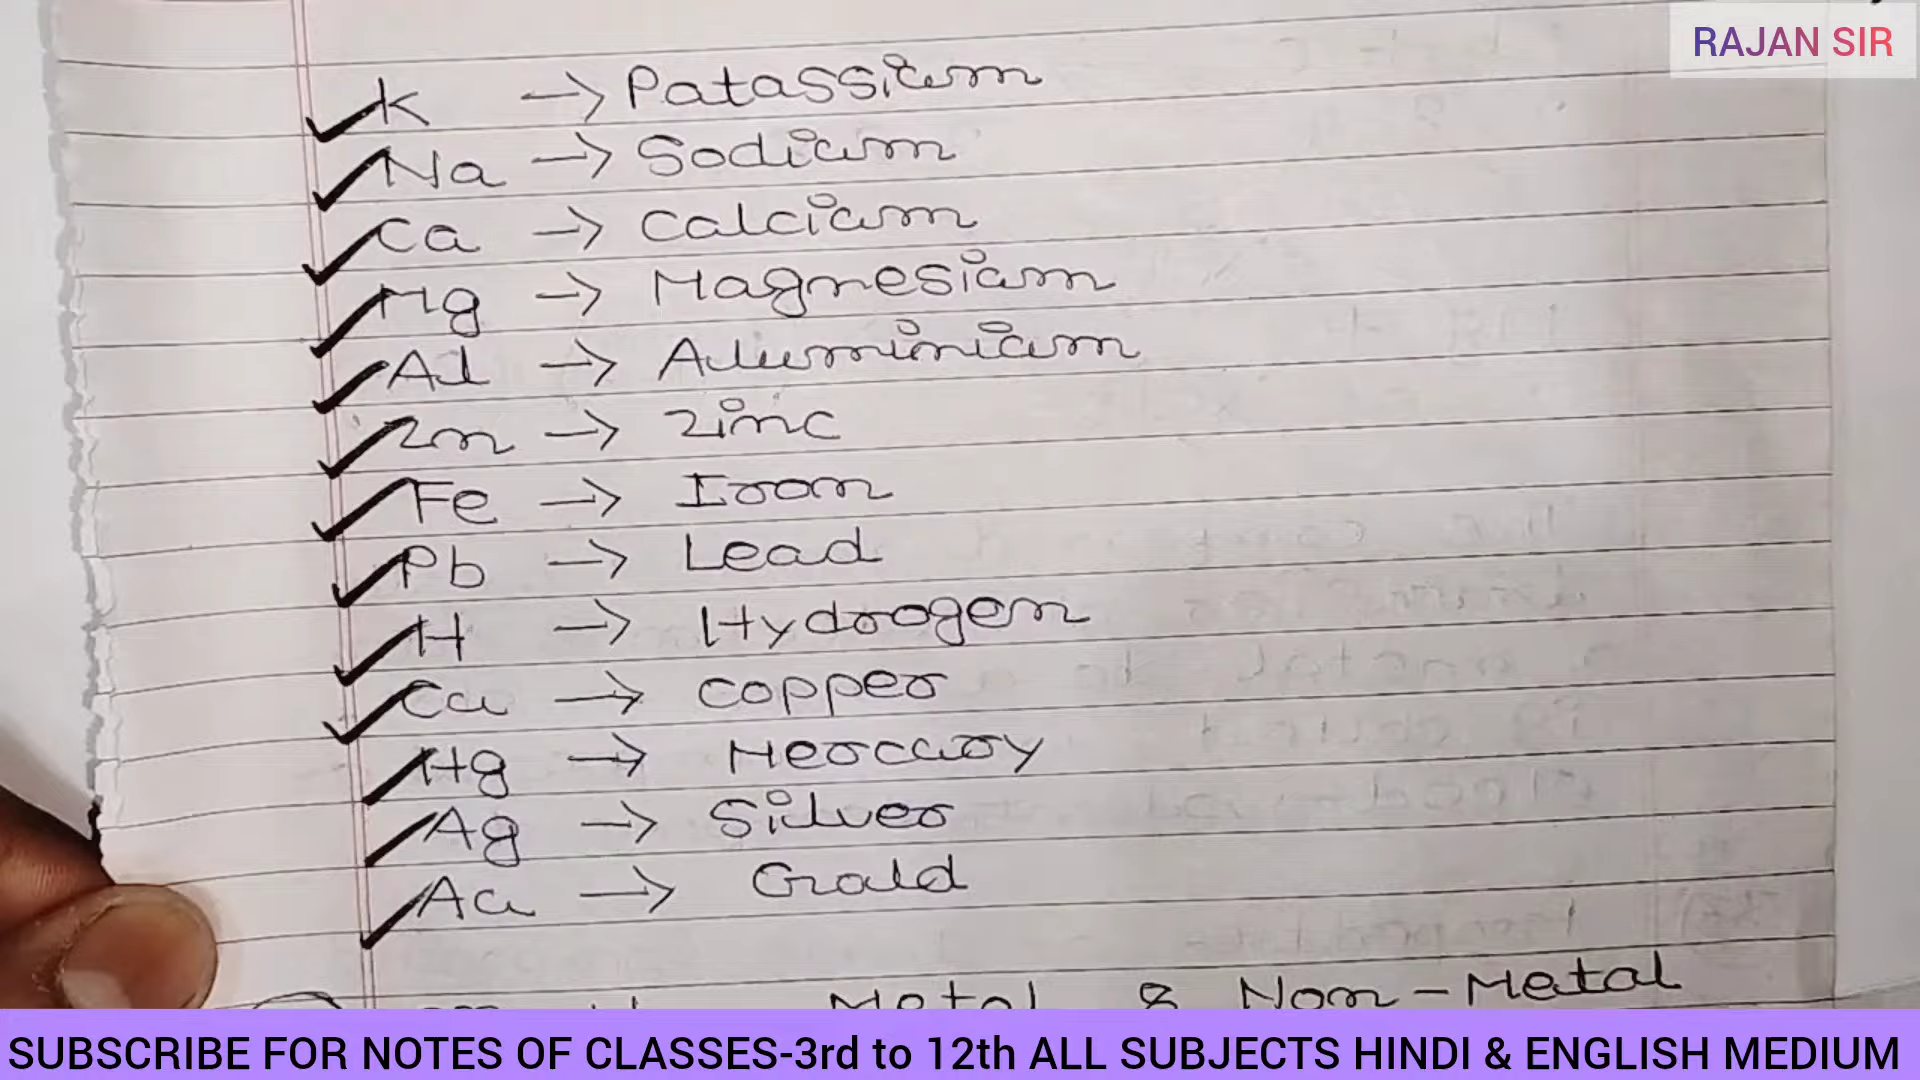 RAJAN SIR
K → Patassium
Na → Sodium
Ca → Calcium
Mg → Magnesium
Al → Aluminium
Zn → Zinc
Fe → Iron
Pb → Lead
H → Hydrogen
Cu → Copper
Hg → Mercury
Ag → Silver
Au → Gold
Metal & Non-Metal
SUBSCRIBE FOR NOTES OF CLASSES-3rd to 12th ALL SUBJECTS HINDI & ENGLISH MEDIUM